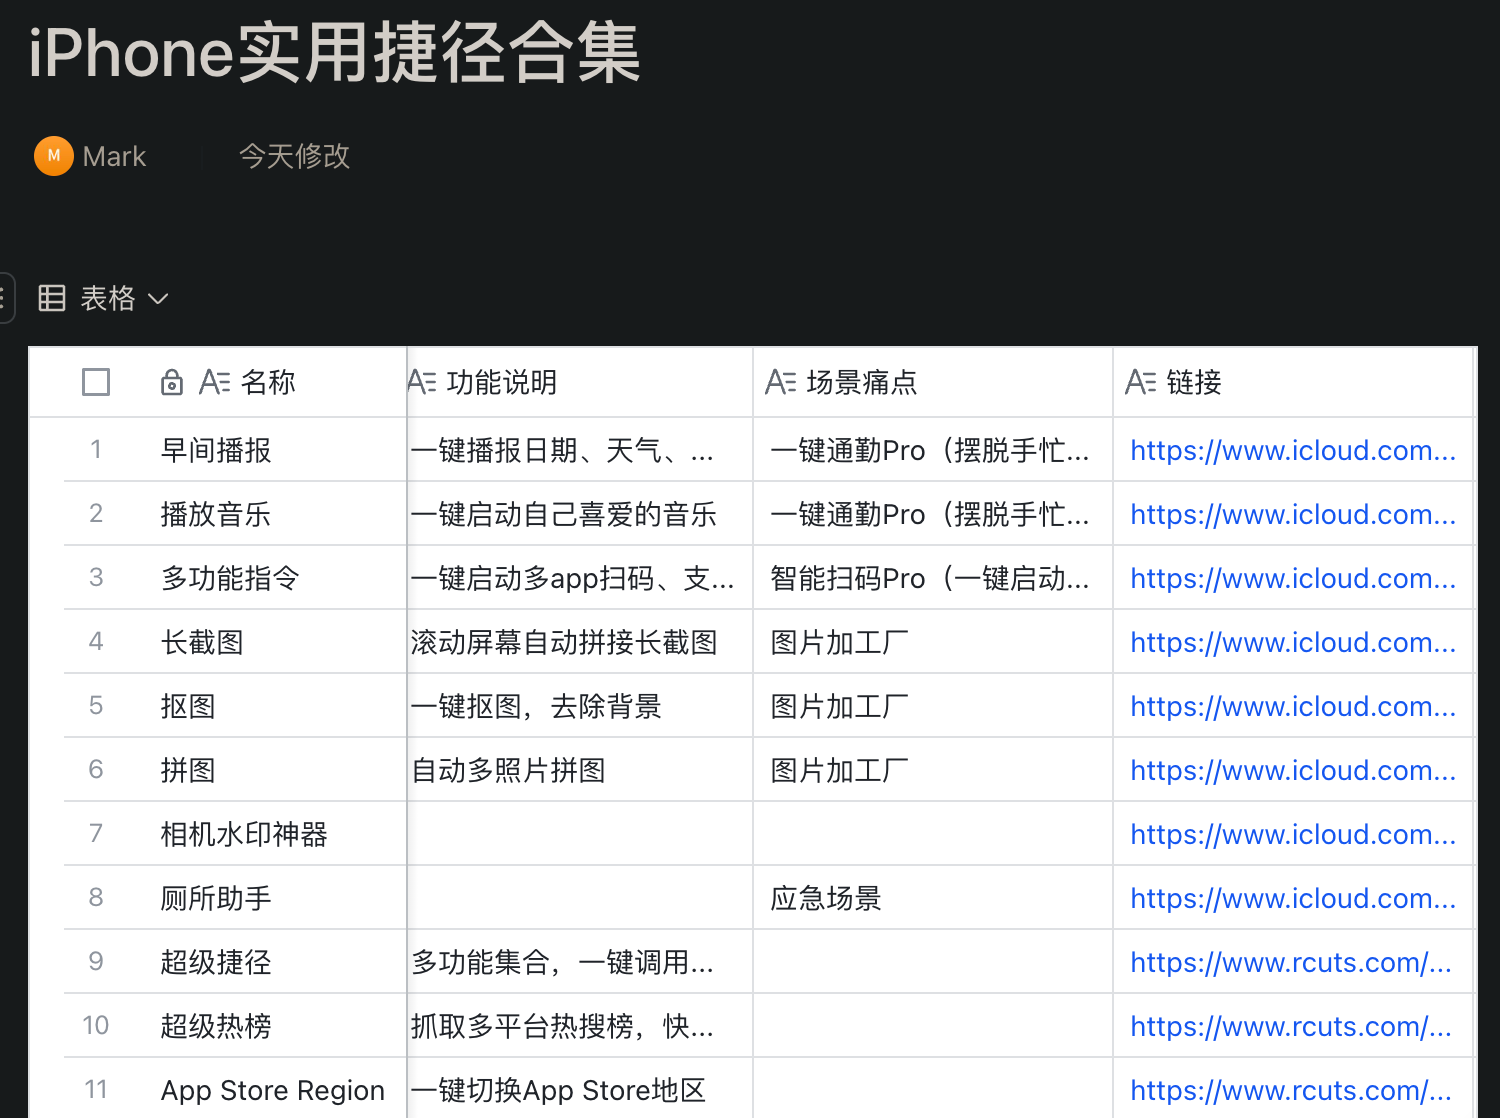 iPhone实用捷径合集
M Mark 今天修改
表格
名称 功能说明 场景痛点 链接
1 早间播报 一键播报日期、天气、... 一键通勤Pro（摆脱手忙... https://www.icloud.com...
2 播放音乐 一键启动自己喜爱的音乐 一键通勤Pro（摆脱手忙... https://www.icloud.com...
3 多功能指令 一键启动多app扫码、支... 智能扫码Pro（一键启动... https://www.icloud.com...
4 长截图 滚动屏幕自动拼接长截图 图片加工厂 https://www.icloud.com...
5 抠图 一键抠图，去除背景 图片加工厂 https://www.icloud.com...
6 拼图 自动多照片拼图 图片加工厂 https://www.icloud.com...
7 相机水印神器 https://www.icloud.com...
8 厕所助手 应急场景 https://www.icloud.com...
9 超级捷径 多功能集合，一键调用... https://www.rcuts.com/...
10 超级热榜 抓取多平台热搜榜，快... https://www.rcuts.com/...
11 App Store Region 一键切换App Store地区 https://www.rcuts.com/...